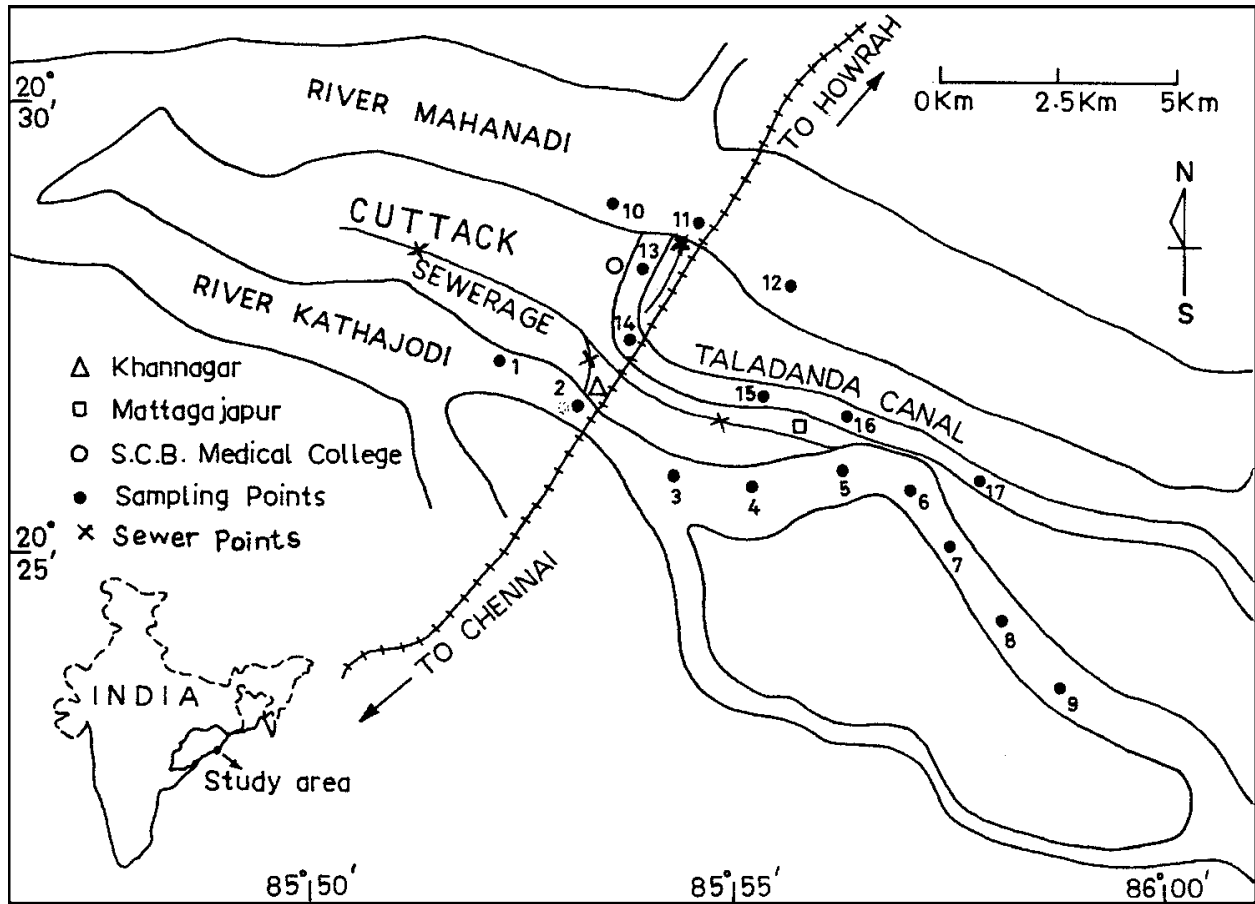 20°
30'
RIVER MAHANADI
TO HOWRAH
0Km 2.5Km 5Km
N
S
CUTTACK
SEWERAGE
RIVER KATHAJODI
TALADANDA CANAL
10
11
12
13
14
15
16
17
1
2
3
4
5
6
7
8
9
Khannagar
Mattagajapur
S.C.B. Medical College
Sampling Points
Sewer Points
20°
25'
TO CHENNAI
INDIA
Study area
85°50'
85°55'
86°00'